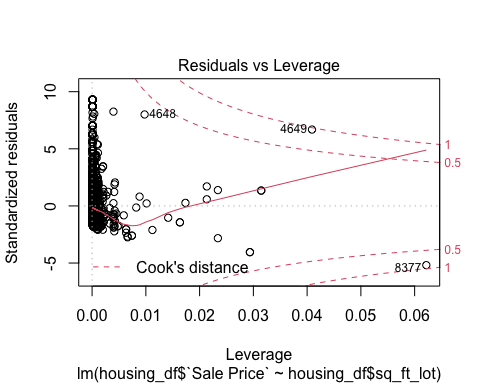 Residuals vs Leverage
Standardized residuals
10
5
0
-5
4648
4649
8377
1
0.5
0.5
1
Cook's distance
0.00 0.01 0.02 0.03 0.04 0.05 0.06
Leverage
lm(housing_df$`Sale Price` ~ housing_df$sq_ft_lot)